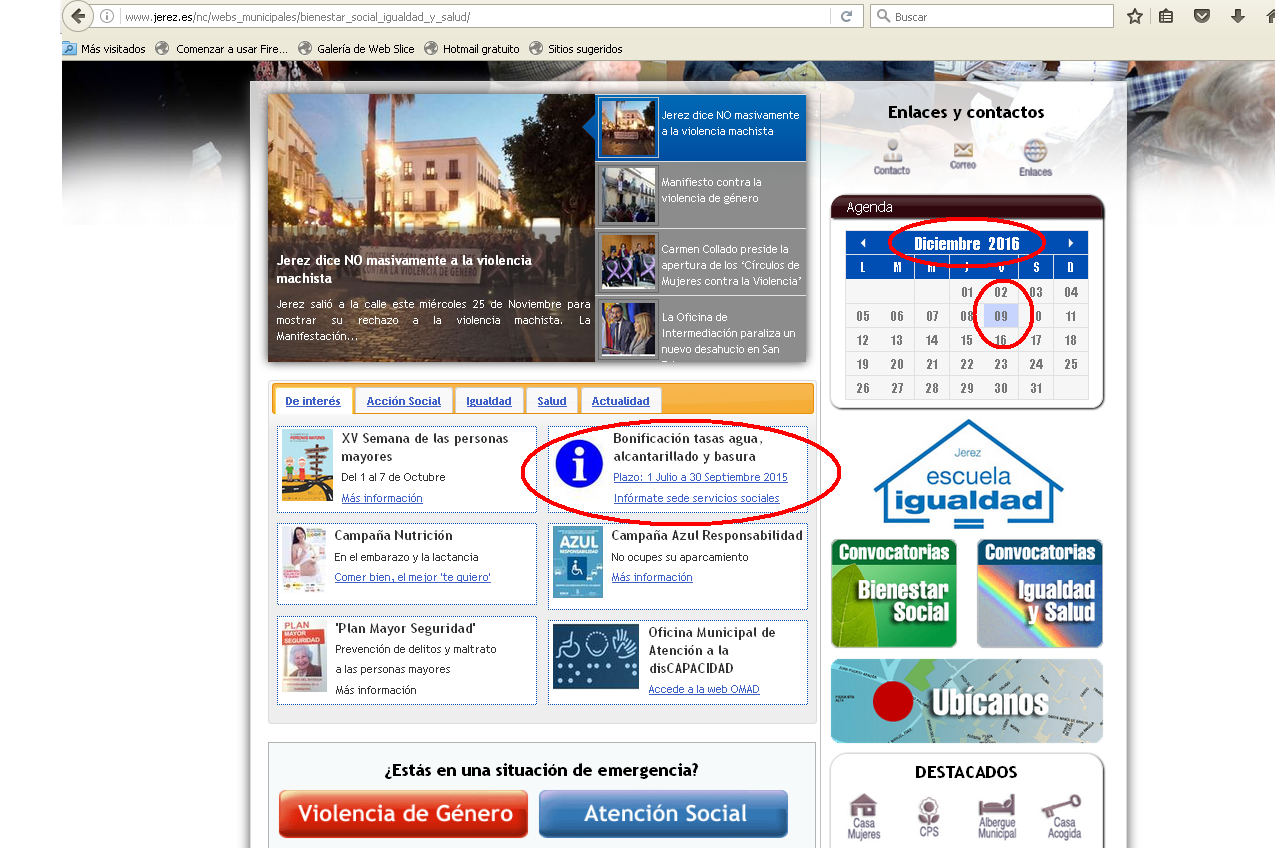 www.jerez.es/nc/webs_municipales/bienestar_social_igualdad_y_salud/
Buscar
Más visitados
Comenzar a usar Fire...
Galería de Web Slice
Hotmail gratuito
Sitios sugeridos
Jerez dice NO masivamente a la violencia
machista
Jerez salió a la calle este miércoles 25 de Noviembre para
mostrar su rechazo a la violencia machista. La
Manifestación...
Jerez dice NO masivamente
a la violencia machista
Manifiesto contra la
violencia de género
Carmen Collado preside la
apertura de los 'Círculos de
Mujeres contra la Violencia'
La Oficina de
Intermediación paraliza un
nuevo desahucio en San
Enlaces y contactos
Contacto
Correo
Enlaces
Agenda
Diciembre 2016
L M M J V S D
01 02 03 04
05 06 07 08 09 10 11
12 13 14 15 16 17 18
19 20 21 22 23 24 25
26 27 28 29 30 31
De interés
Acción Social
Igualdad
Salud
Actualidad
XV Semana de las personas
mayores
Del 1 al 7 de Octubre
Más información
i
Bonificación tasas agua,
alcantarillado y basura
Plazo: 1 Julio a 30 Septiembre 2015
Infórmate sede servicios sociales
Campaña Nutrición
En el embarazo y la lactancia
Comer bien, el mejor 'te quiero'
AZUL
RESPONSABILIDAD
Campaña Azul Responsabilidad
No ocupes su aparcamiento
Más información
PLAN
MAYOR
SEGURIDAD
'Plan Mayor Seguridad'
Prevención de delitos y maltrato
a las personas mayores
Más información
Oficina Municipal de
Atención a la
disCAPACIDAD
Accede a la web OMAD
Jerez
escuela
igualdad
Convocatorias
Bienestar
Social
Convocatorias
Igualdad
y Salud
Ubícanos
¿Estás en una situación de emergencia?
Violencia de Género
Atención Social
DESTACADOS
Casa
Mujeres
CPS
Albergue
Municipal
Casa
Acogida